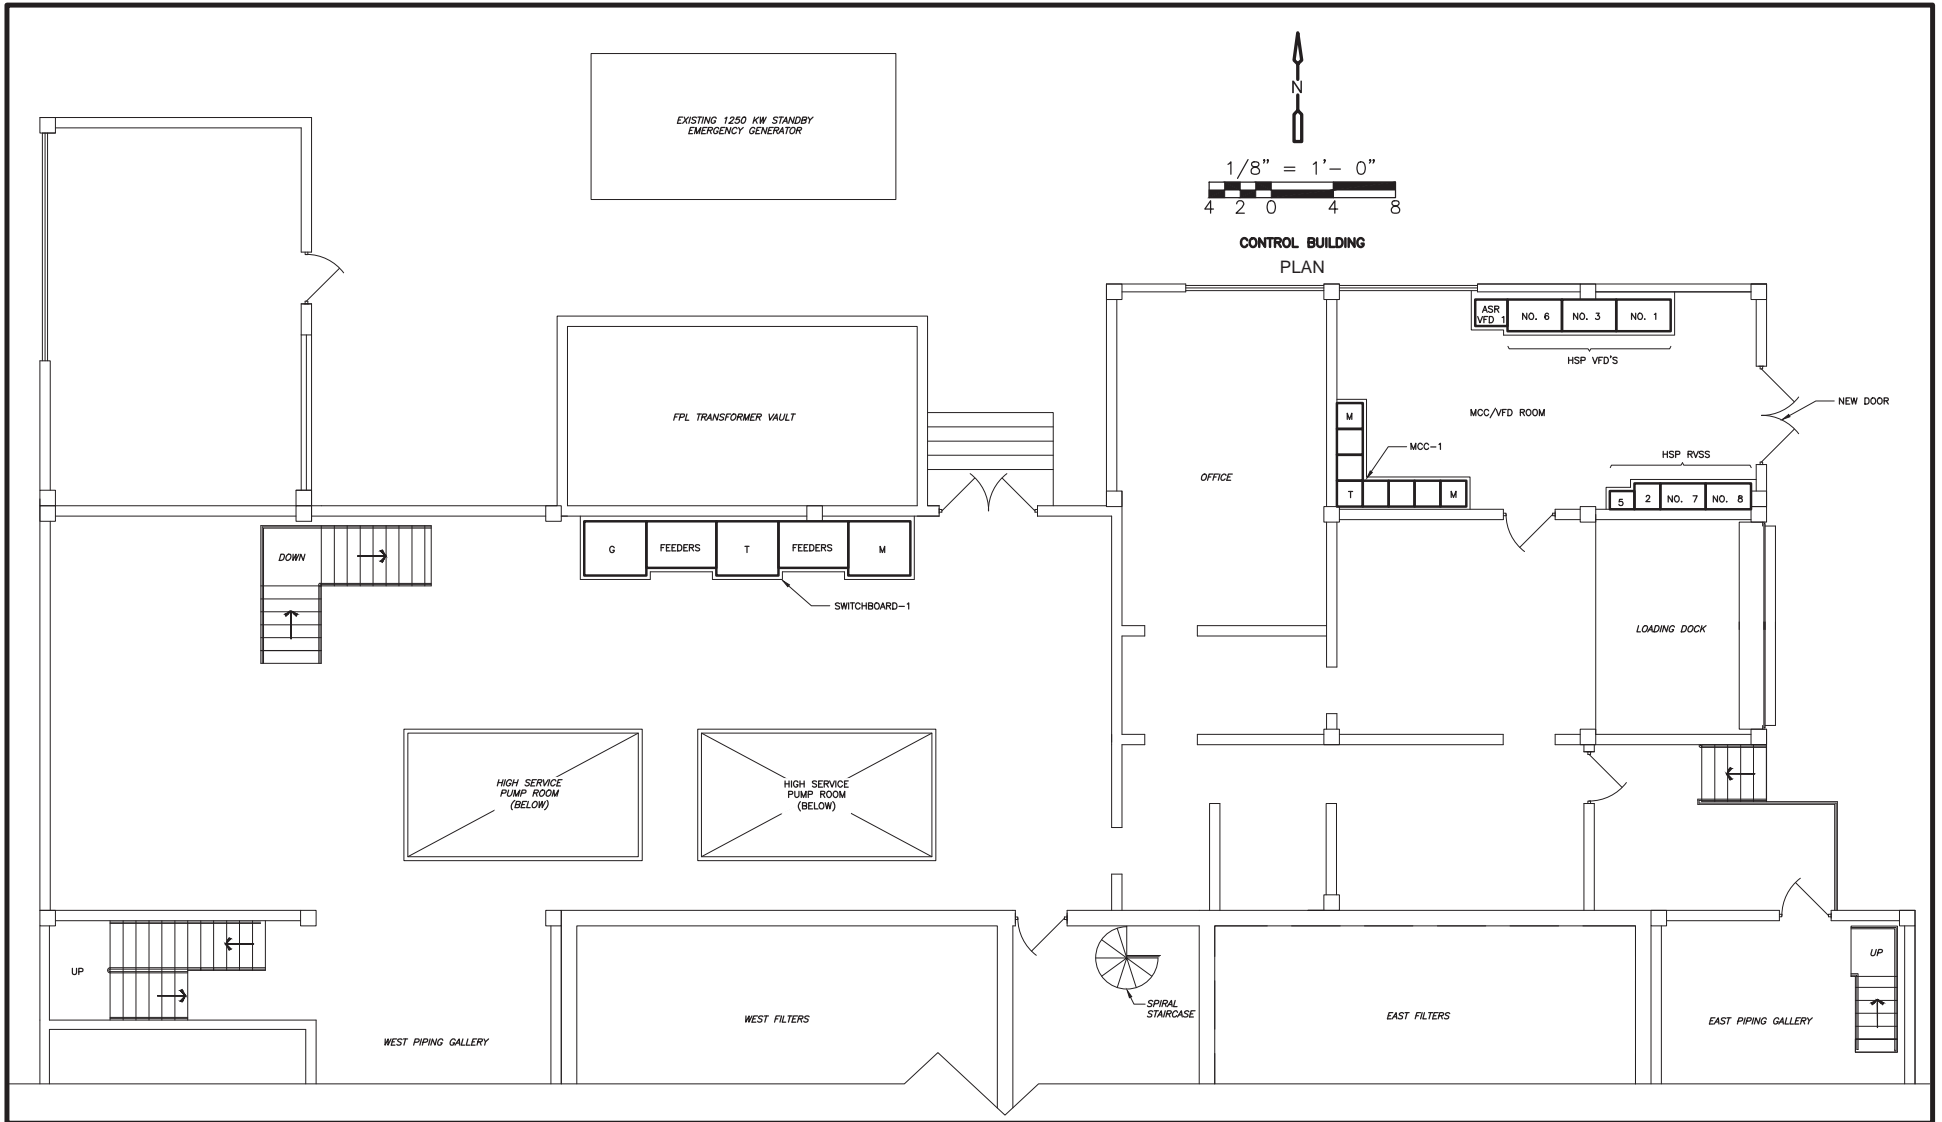 EXISTING 1250 KW STANDBY
EMERGENCY GENERATOR
N
1/8" = 1'- 0"
4 2 0 4 8
CONTROL BUILDING
PLAN
ASR
VFD 1
NO. 6
NO. 3
NO. 1
HSP VFD'S
FPL TRANSFORMER VAULT
MCC/VFD ROOM
NEW DOOR
M
MCC-1
HSP RVSS
OFFICE
T
M
5
2
NO. 7
NO. 8
DOWN
G
FEEDERS
T
FEEDERS
M
SWITCHBOARD-1
LOADING DOCK
HIGH SERVICE
PUMP ROOM
(BELOW)
HIGH SERVICE
PUMP ROOM
(BELOW)
UP
UP
SPIRAL
STAIRCASE
WEST FILTERS
EAST FILTERS
EAST PIPING GALLERY
WEST PIPING GALLERY